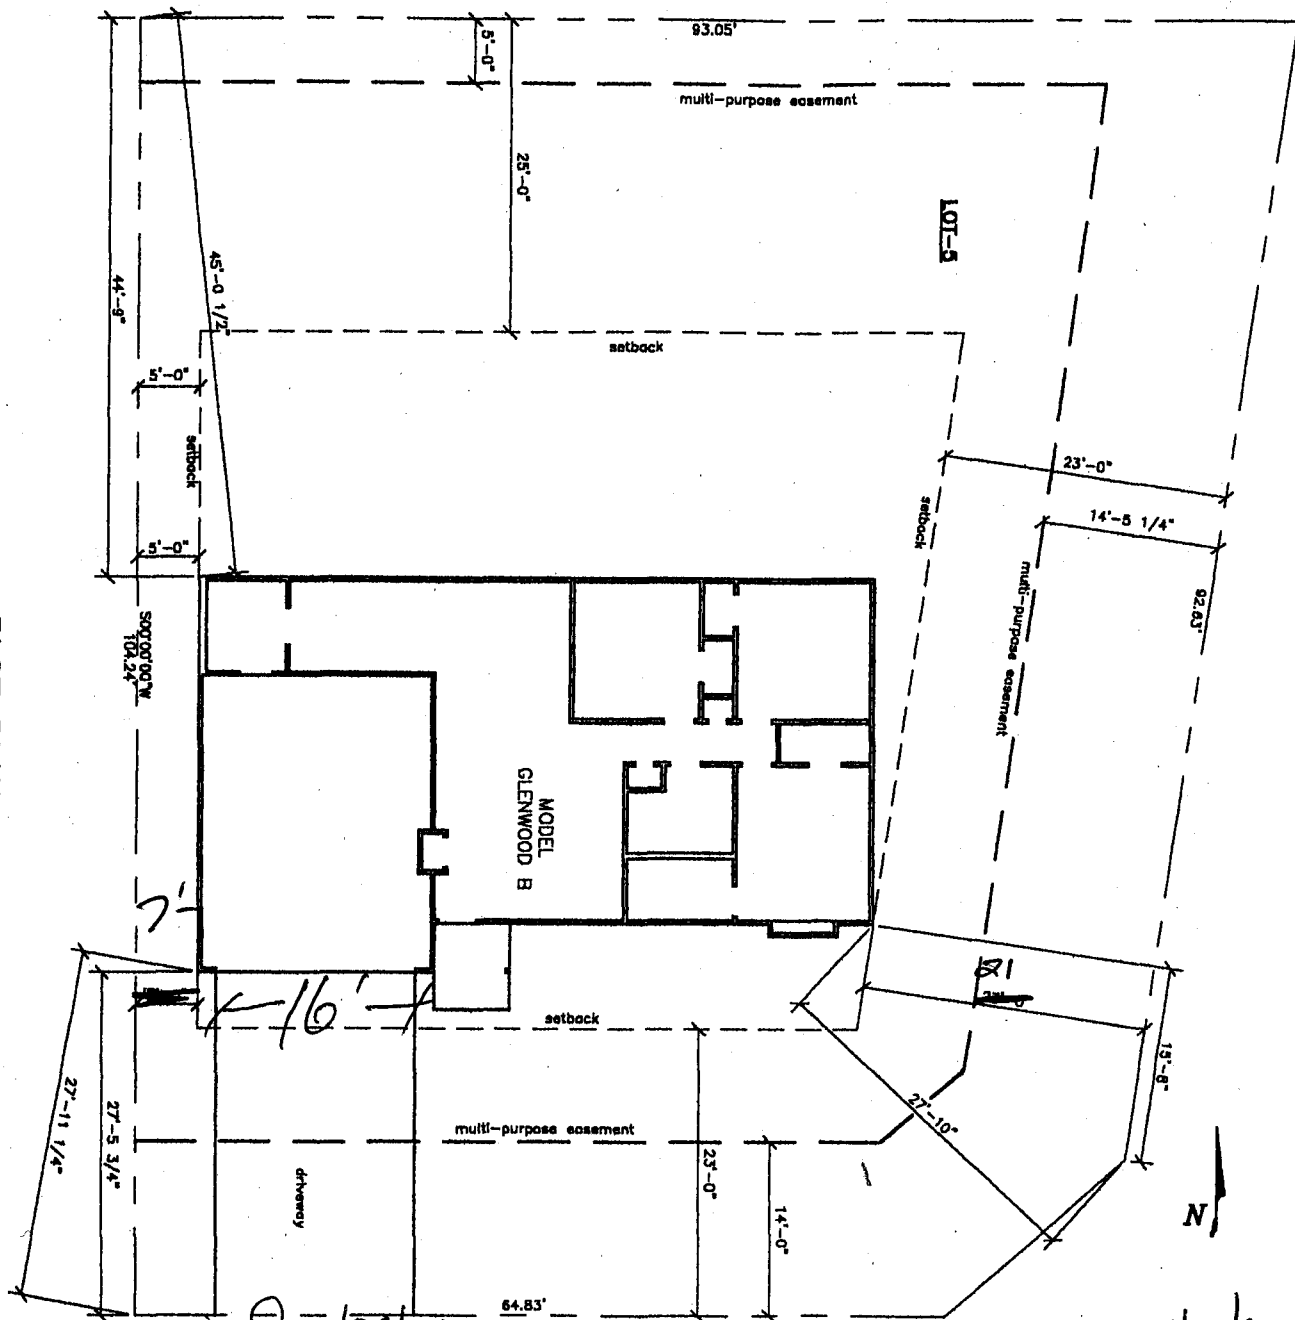 93.05'
5'-0"
multi-purpose easement
25'-0"
LOT-5
45'-0 1/2"
44'-9"
setback
5'-0"
setback
23'-0"
14'-5 1/4"
setback
5'-0"
multi-purpose easement
92.63'
S00°00'00"W
104.24'
MODEL
GLENWOOD B
7'
16'
setback
15'-8"
27'-10"
27'-11 1/4"
27'-5 3/4"
multi-purpose easement
23'-0"
14'-0"
driveway
N
64.83'